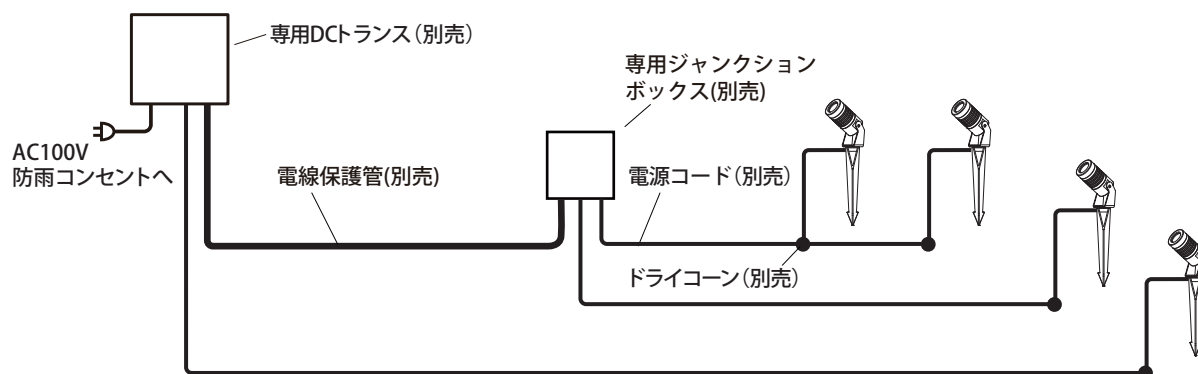 専用DCトランス（別売）
専用ジャンクション
ボックス(別売)
AC100V
防雨コンセントへ
電線保護管(別売)
電源コード（別売）
ドライコーン（別売）